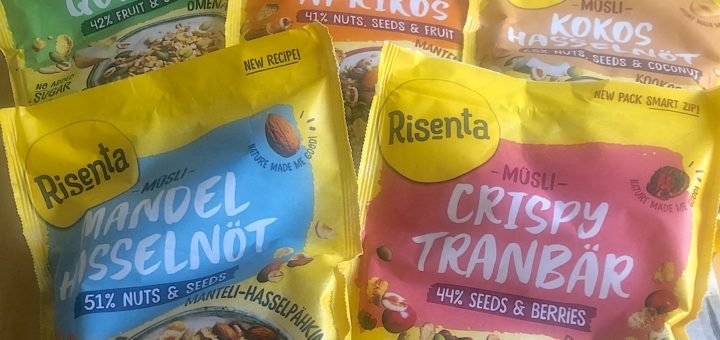 42% FRUIT &
NO ADDED
SUGAR
41% NUTS, SEEDS & FRUIT
MÜSLI
KOKOS
HASSELNÖT
NUTS, SEEDS & COCONUT
NEW RECIPE!
Risenta
MÜSLI
MANDEL
HASSELNÖT
51% NUTS & SEEDS
NATURE MADE ME GOOD!
MANTELI-HASSELPÄHK
NEW PACK SMART ZIP!
Risenta
MÜSLI
CRISPY
TRANBÄR
44% SEEDS & BERRIES
NATURE MADE ME GOOD!